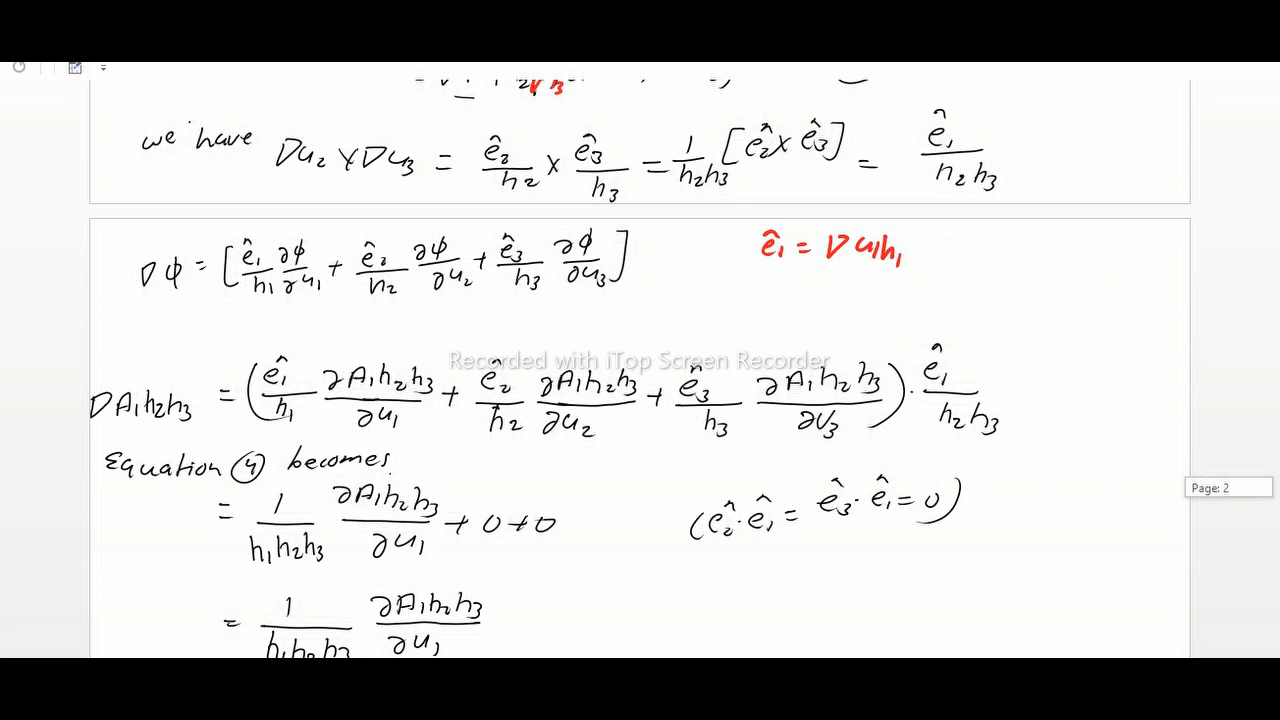 we have ∇u₂ × ∇u₃ = ê₂/h₂ × ê₃/h₃ = 1/h₂h₃ [ê₂ × ê₃] = ê₁/h₂h₃
∇φ = [ê₁/h₁ ∂φ/∂u₁ + ê₂/h₂ ∂φ/∂u₂ + ê₃/h₃ ∂φ/∂u₃]
ê₁ = ∇u₁h₁
Recorded with iTop Screen Recorder
∇A₁h₂h₃ = (ê₁/h₁ ∂A₁h₂h₃/∂u₁ + ê₂/h₂ ∂A₁h₂h₃/∂u₂ + ê₃/h₃ ∂A₁h₂h₃/∂u₃) · ê₁/h₂h₃
Equation ④ becomes
Page: 2
= 1/h₁h₂h₃ ∂A₁h₂h₃/∂u₁ + 0 + 0
(ê₂·ê₁ = ê₃·ê₁ = 0)
= 1/h₁h₂h₃ ∂A₁h₂h₃/∂u₁